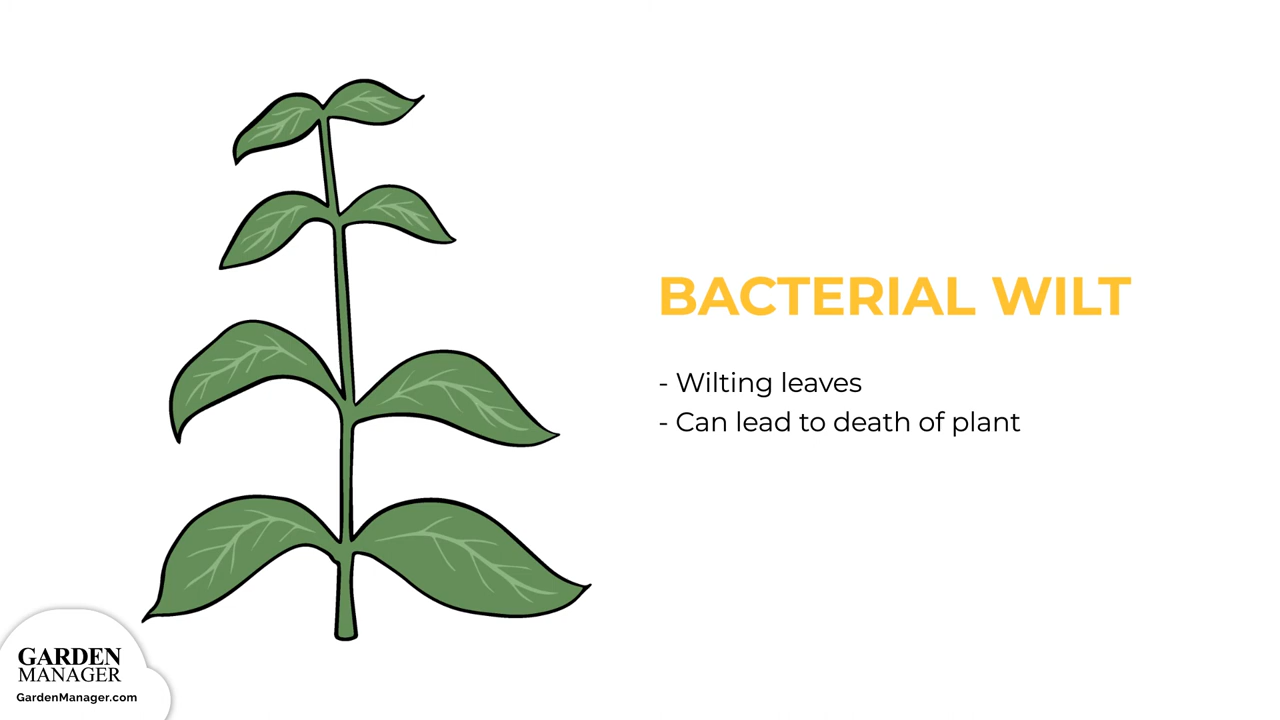 BACTERIAL WILT
- Wilting leaves
- Can lead to death of plant
GARDEN
MANAGER
GardenManager.com